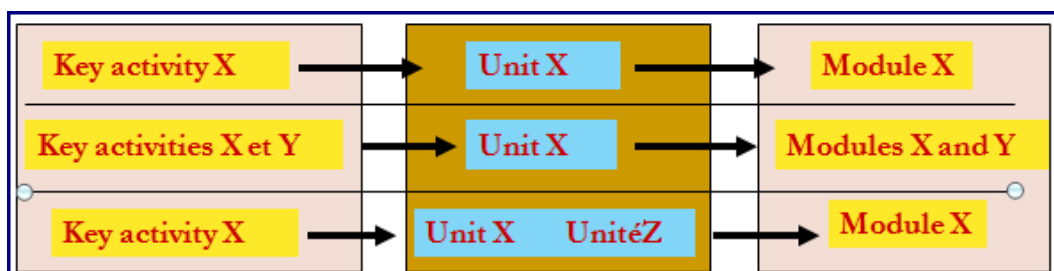 Key activity X
Unit X
Module X
Key activities X et Y
Unit X
Modules X and Y
Key activity X
Unit X UnitéZ
Module X